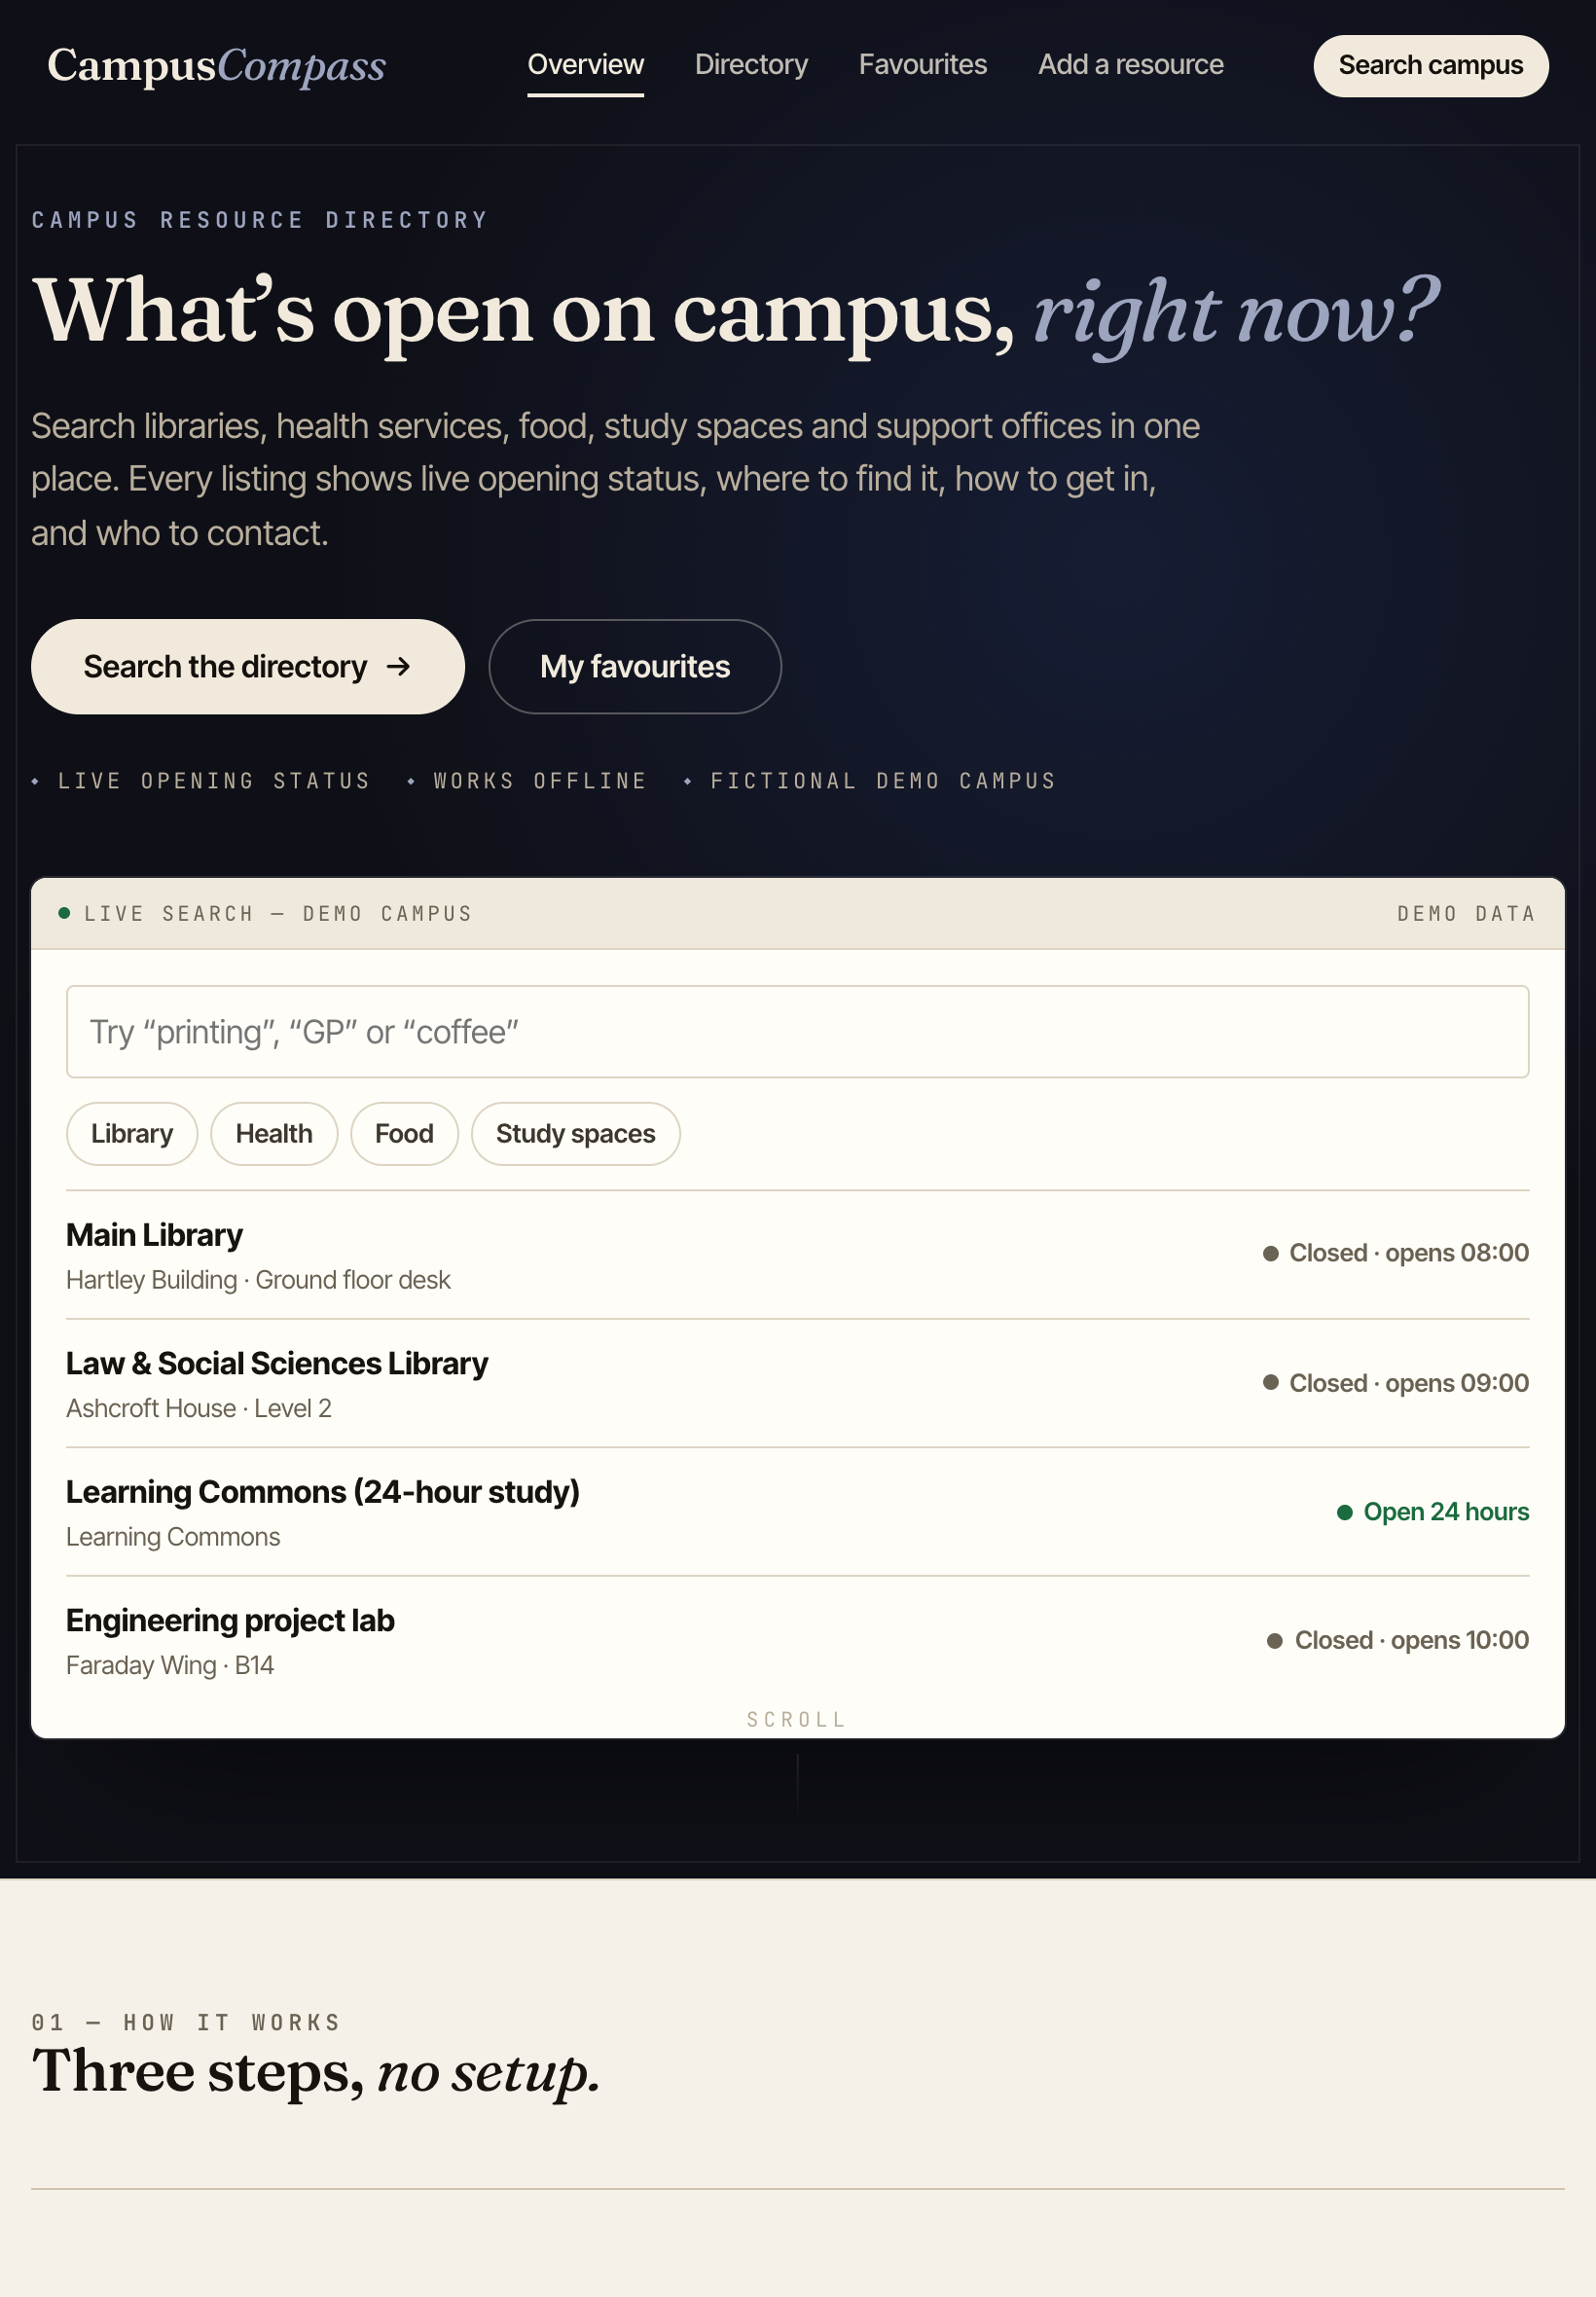 CampusCompass
Overview
Directory
Favourites
Add a resource
Search campus
CAMPUS RESOURCE DIRECTORY
What’s open on campus, right now?
Search libraries, health services, food, study spaces and support offices in one
place. Every listing shows live opening status, where to find it, how to get in,
and who to contact.
Search the directory →
My favourites
LIVE OPENING STATUS
WORKS OFFLINE
FICTIONAL DEMO CAMPUS
LIVE SEARCH — DEMO CAMPUS
DEMO DATA
Try “printing”, “GP” or “coffee”
Library
Health
Food
Study spaces
Main Library
Hartley Building · Ground floor desk
Closed · opens 08:00
Law & Social Sciences Library
Ashcroft House · Level 2
Closed · opens 09:00
Learning Commons (24-hour study)
Learning Commons
Open 24 hours
Engineering project lab
Faraday Wing · B14
Closed · opens 10:00
SCROLL
01 — HOW IT WORKS
Three steps, no setup.